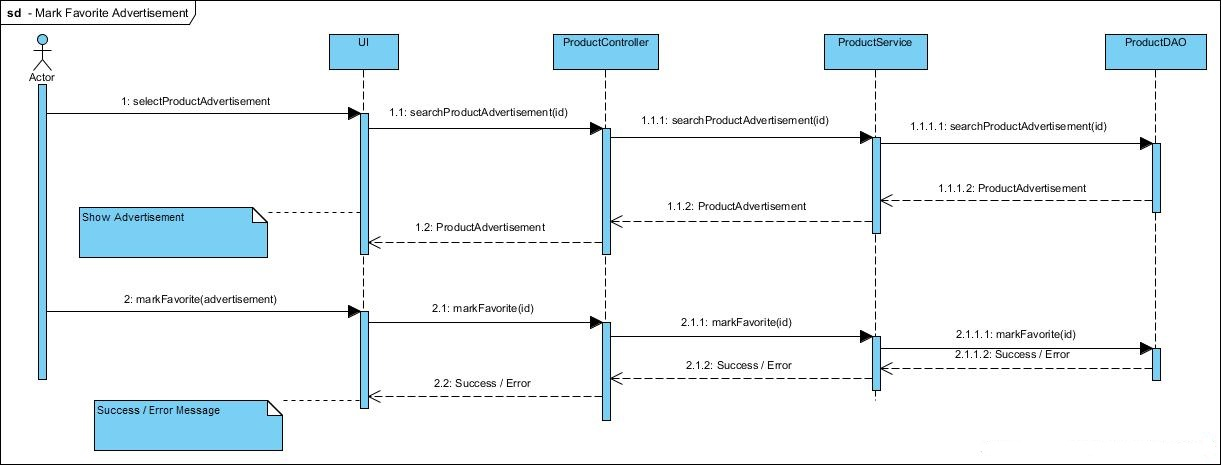 sd - Mark Favorite Advertisement
UI
ProductController
ProductService
ProductDAO
Actor
1: selectProductAdvertisement
1.1: searchProductAdvertisement(id)
1.1.1: searchProductAdvertisement(id)
1.1.1.1: searchProductAdvertisement(id)
1.1.1.2: ProductAdvertisement
1.1.2: ProductAdvertisement
1.2: ProductAdvertisement
Show Advertisement
2: markFavorite(advertisement)
2.1: markFavorite(id)
2.1.1: markFavorite(id)
2.1.1.1: markFavorite(id)
2.1.1.2: Success / Error
2.1.2: Success / Error
2.2: Success / Error
Success / Error Message